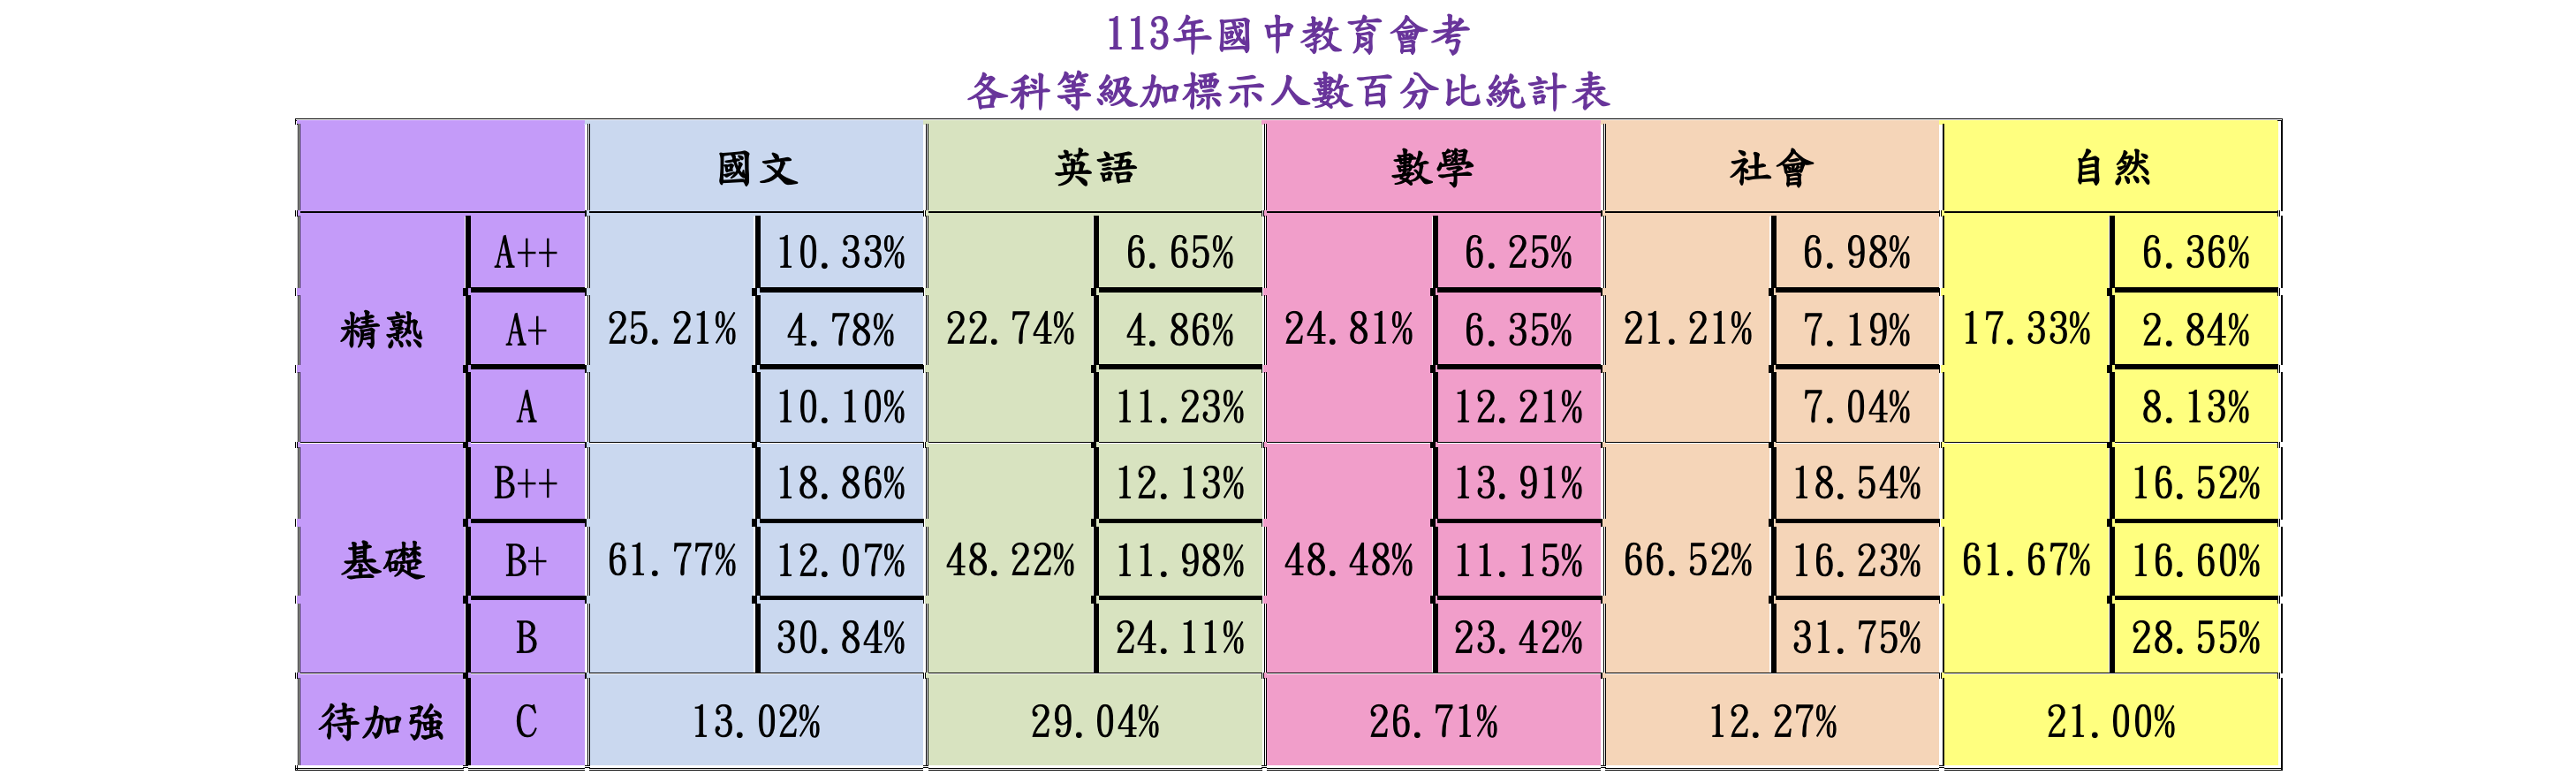 113年國中教育會考
各科等級加標示人數百分比統計表
國文 英語 數學 社會 自然
精熟 A++ 25.21% 10.33% 22.74% 6.65% 24.81% 6.25% 21.21% 6.98% 17.33% 6.36%
A+ 4.78% 4.86% 6.35% 7.19% 2.84%
A 10.10% 11.23% 12.21% 7.04% 8.13%
基礎 B++ 61.77% 18.86% 48.22% 12.13% 48.48% 13.91% 66.52% 18.54% 61.67% 16.52%
B+ 12.07% 11.98% 11.15% 16.23% 16.60%
B 30.84% 24.11% 23.42% 31.75% 28.55%
待加強 C 13.02% 29.04% 26.71% 12.27% 21.00%